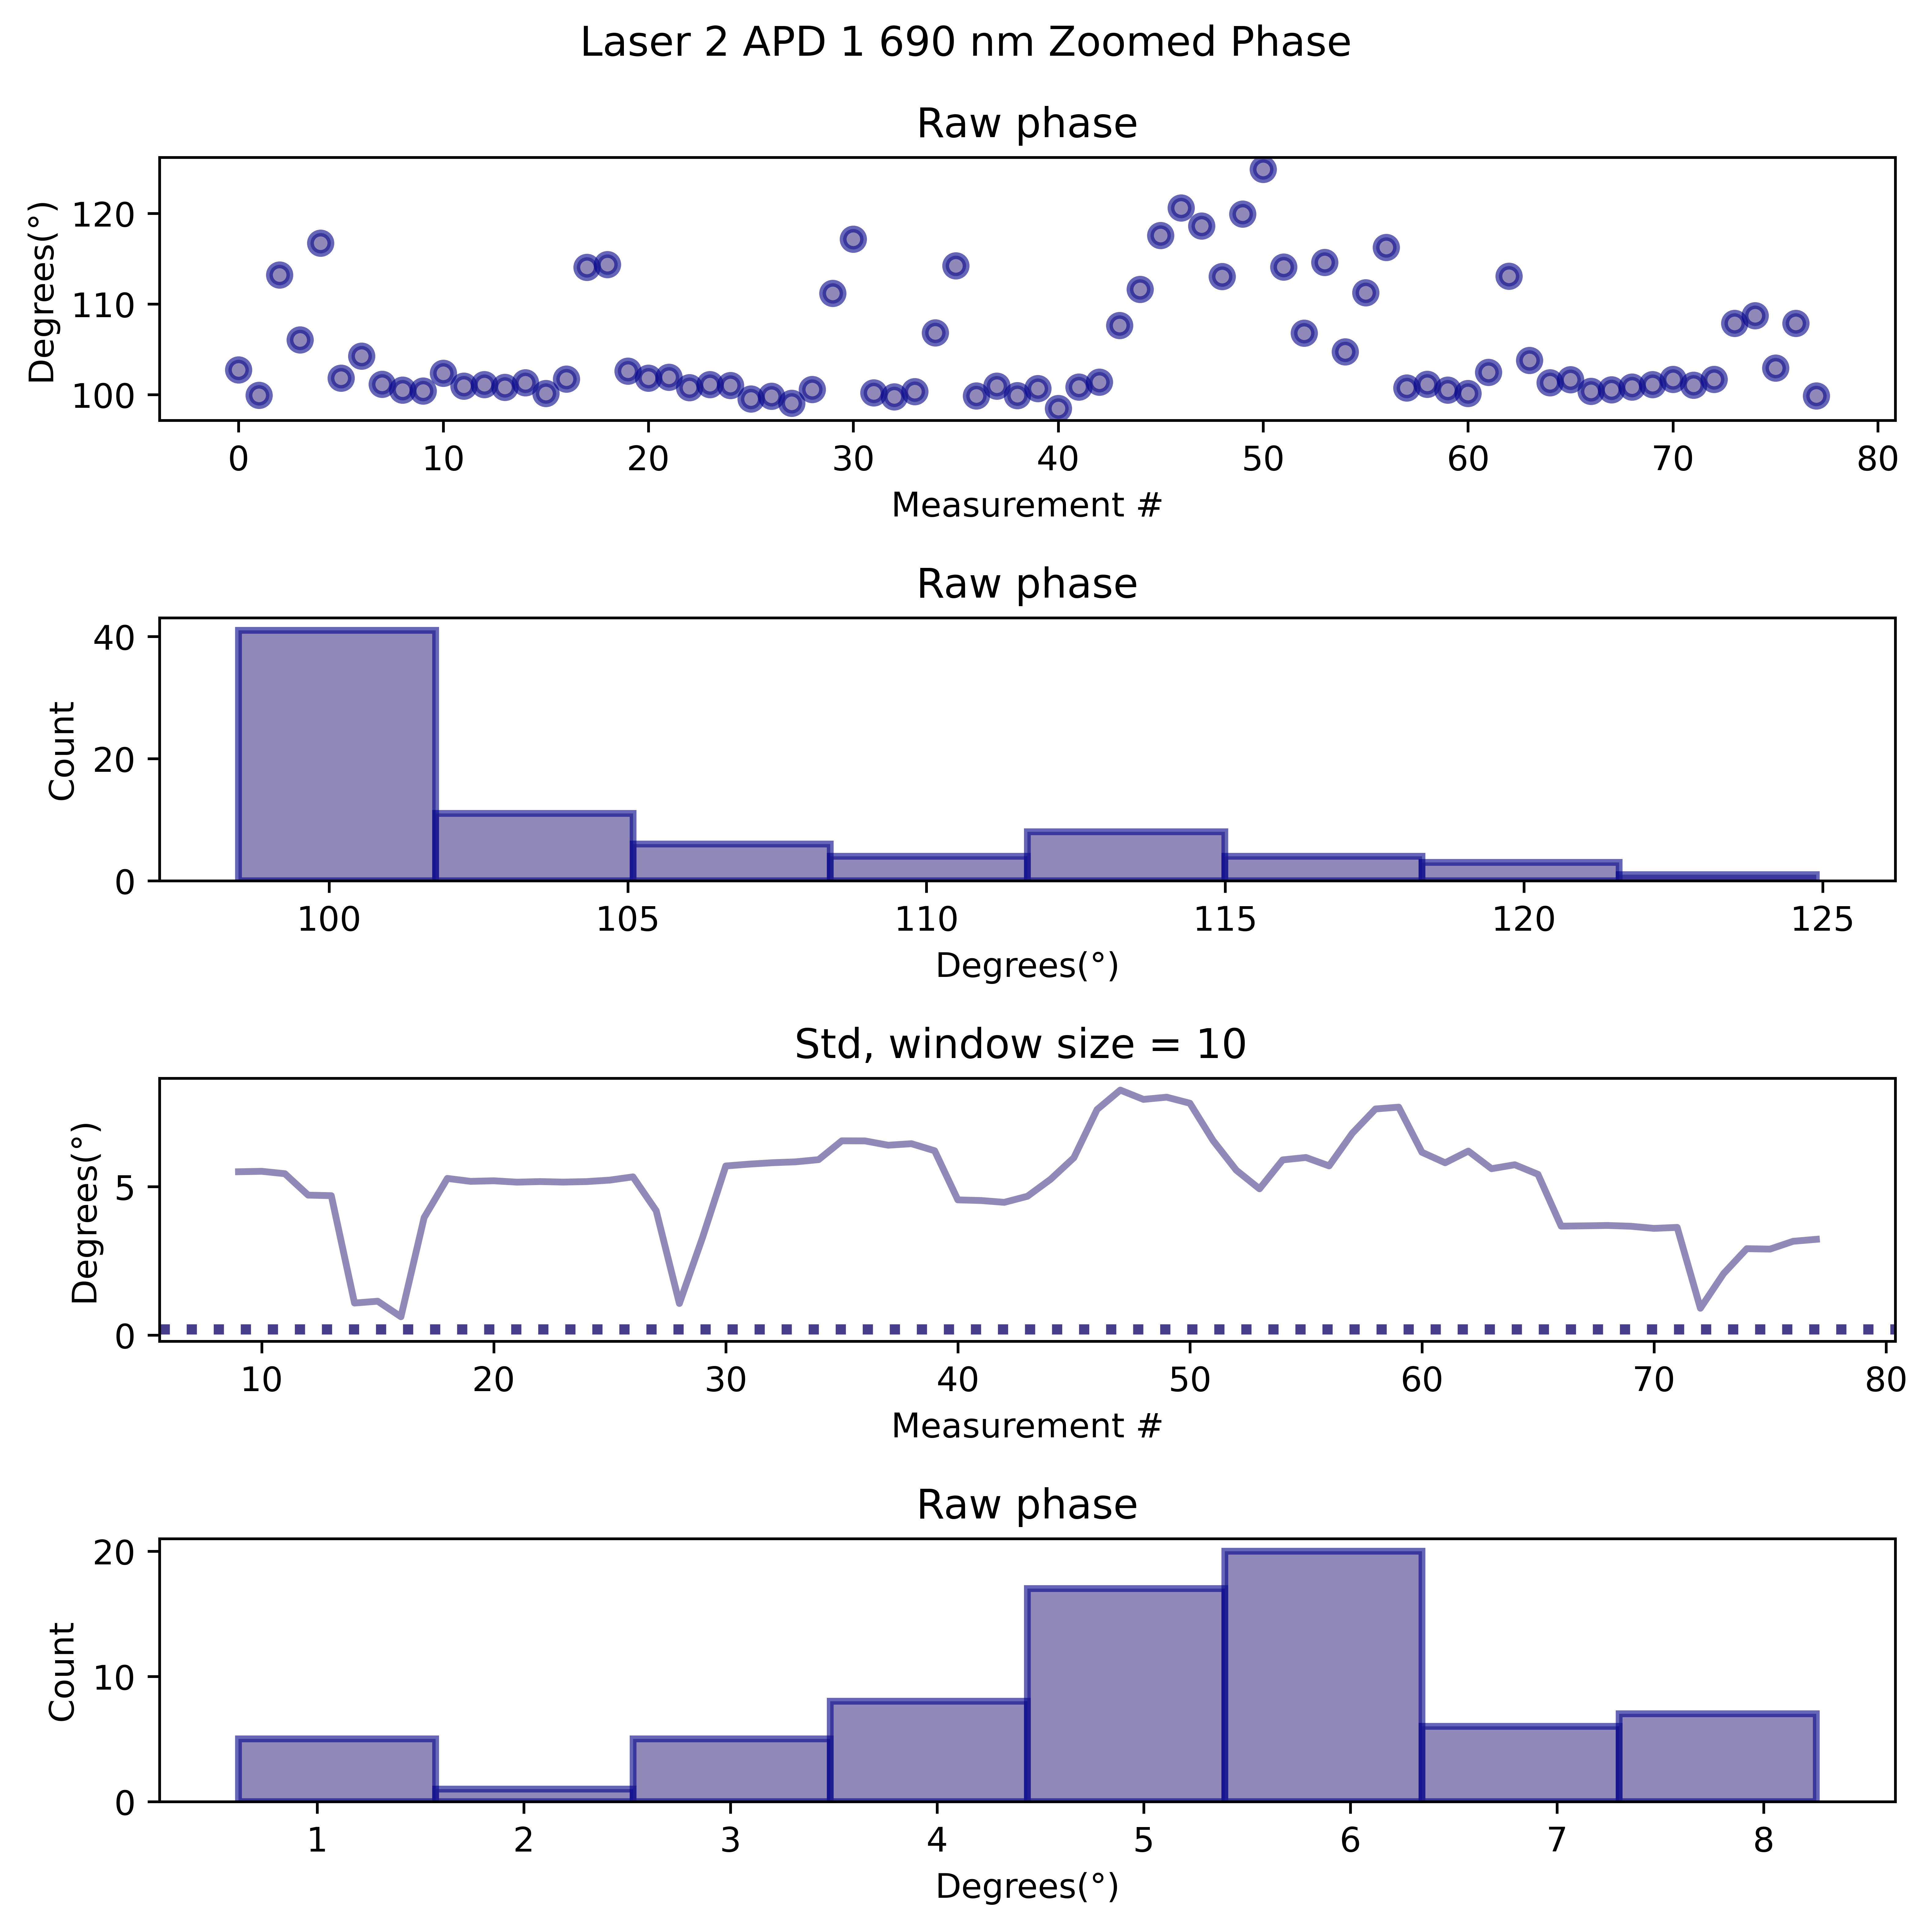 Laser 2 APD 1 690 nm Zoomed Phase
Raw phase
Degrees(°)
120
110
100
0 10 20 30 40 50 60 70 80
Measurement #
Raw phase
Count
40
20
0
100 105 110 115 120 125
Degrees(°)
Std, window size = 10
Degrees(°)
5
0
10 20 30 40 50 60 70 80
Measurement #
Raw phase
Count
20
10
0
1 2 3 4 5 6 7 8
Degrees(°)